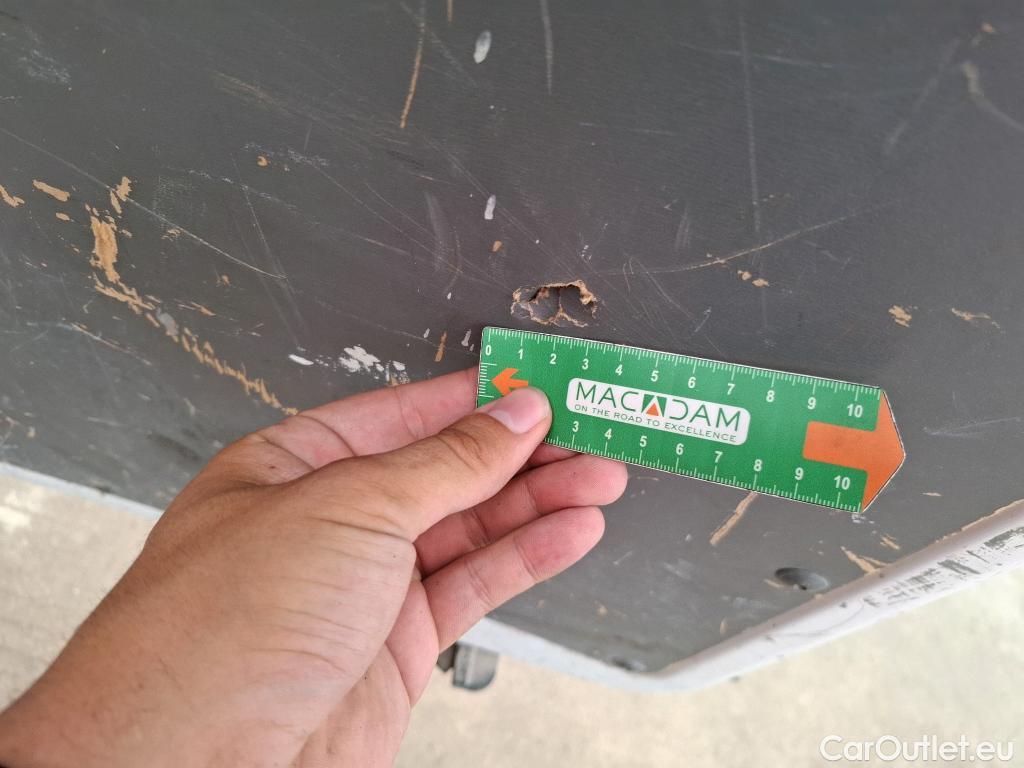 0 1 2 3 4 5 6 7 8 9 10
MACADAM
ON THE ROAD TO EXCELLENCE
3 4 5 6 7 8 9 10
CarOutlet.eu